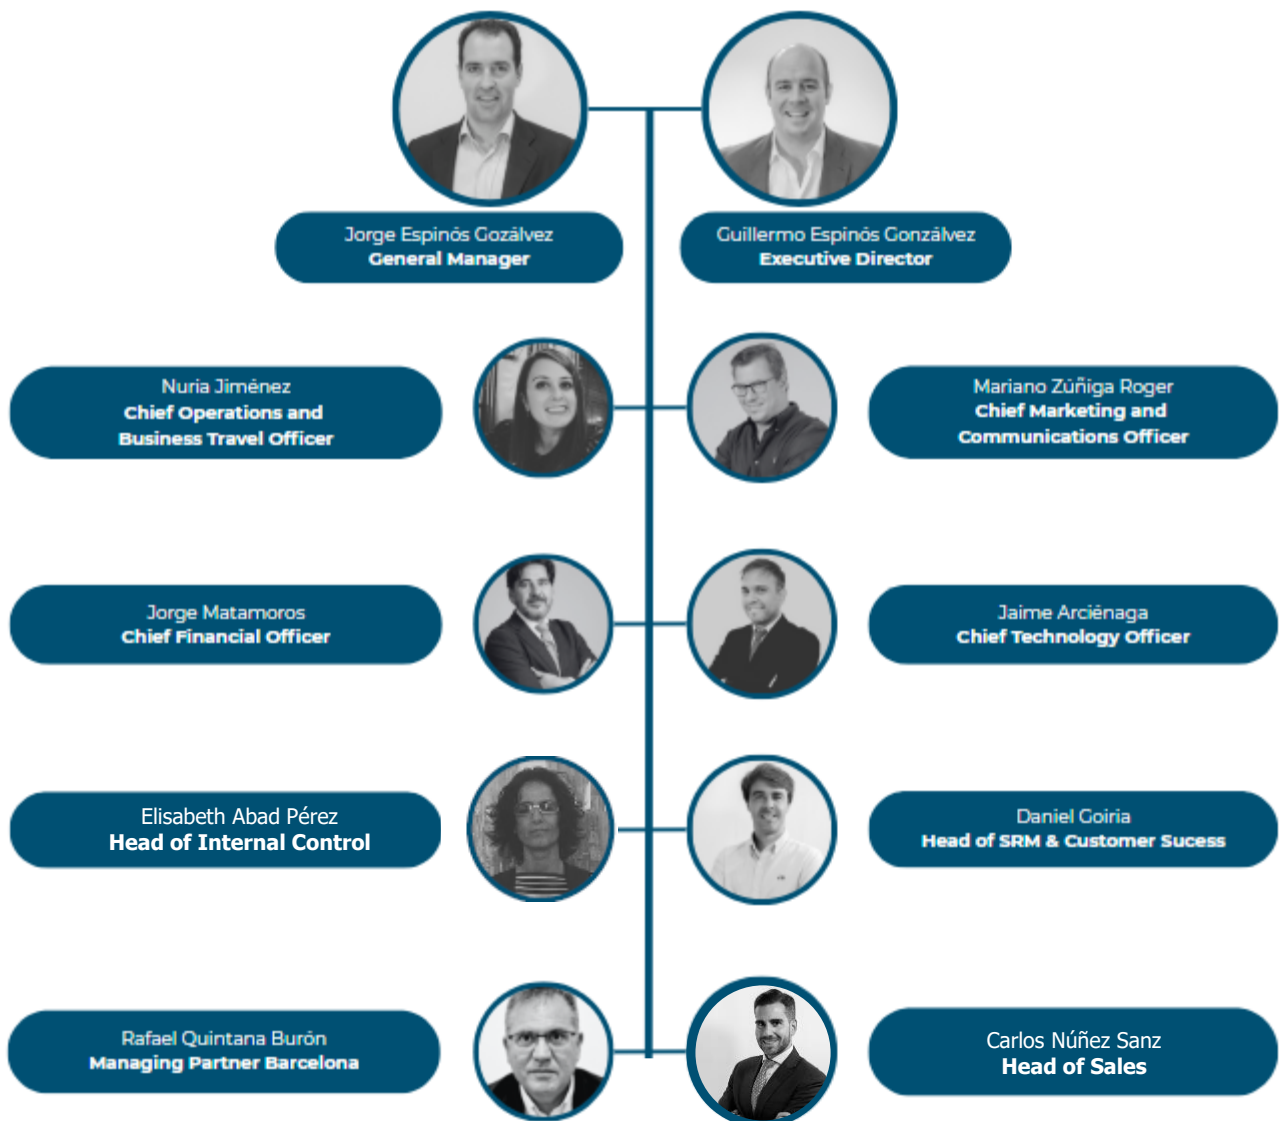 Jorge Espinós Gozálvez
General Manager
Guillermo Espinós Gonzálvez
Executive Director
Nuria Jiménez
Chief Operations and
Business Travel Officer
Mariano Zúñiga Roger
Chief Marketing and
Communications Officer
Jorge Matamoros
Chief Financial Officer
Jaime Arciénaga
Chief Technology Officer
Elisabeth Abad Pérez
Head of Internal Control
Daniel Goiria
Head of SRM & Customer Sucess
Rafael Quintana Burón
Managing Partner Barcelona
Carlos Núñez Sanz
Head of Sales